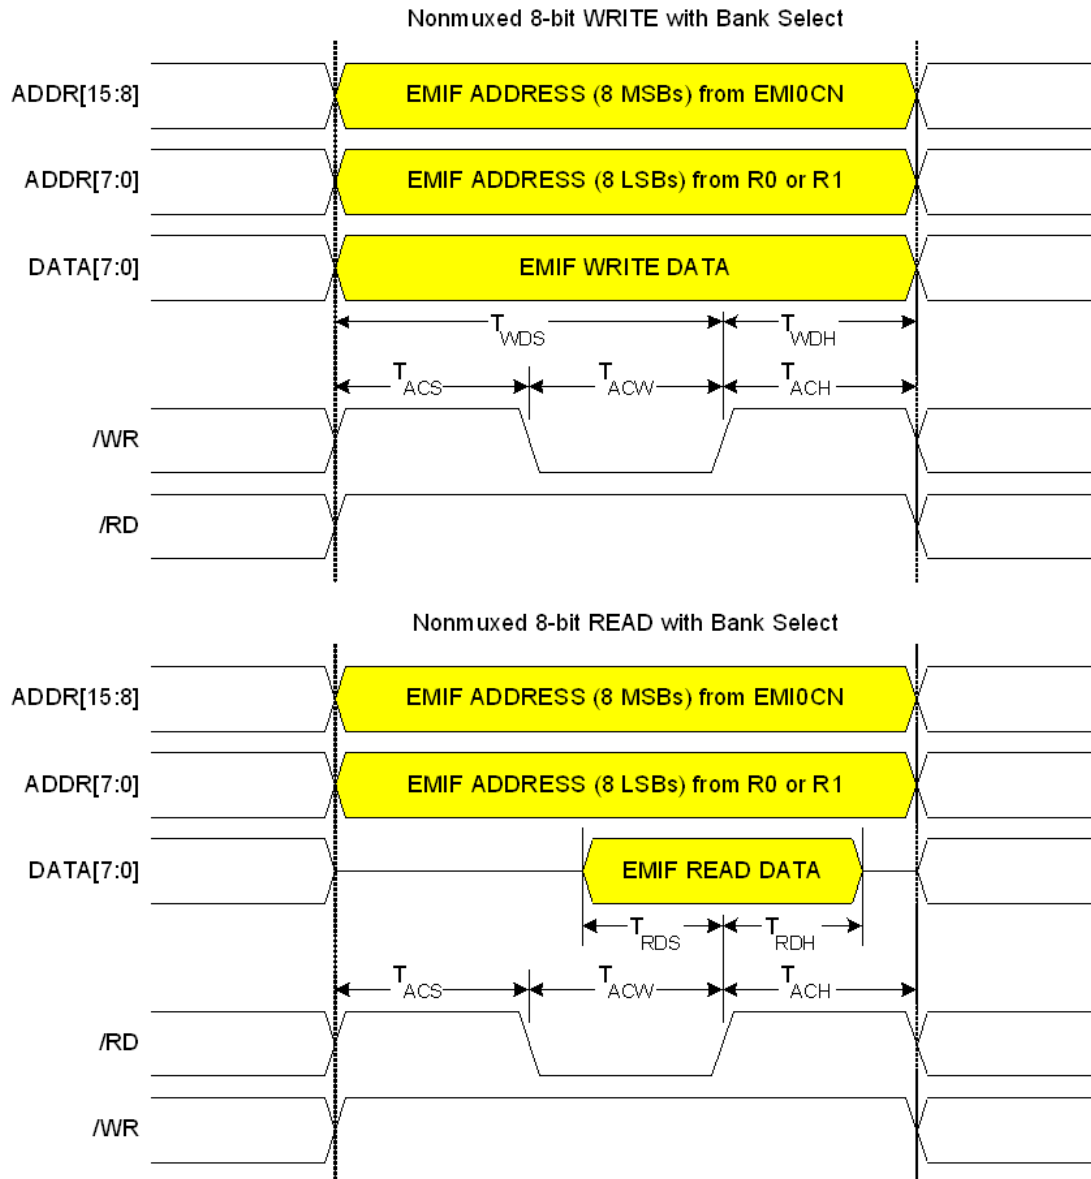 Nonmuxed 8-bit WRITE with Bank Select
ADDR[15:8] EMIF ADDRESS (8 MSBs) from EMI0CN
ADDR[7:0] EMIF ADDRESS (8 LSBs) from R0 or R1
DATA[7:0] EMIF WRITE DATA
TWDS TWDH
TACS TACW TACH
/WR
/RD
Nonmuxed 8-bit READ with Bank Select
ADDR[15:8] EMIF ADDRESS (8 MSBs) from EMI0CN
ADDR[7:0] EMIF ADDRESS (8 LSBs) from R0 or R1
DATA[7:0] EMIF READ DATA
TRDS TRDH
TACS TACW TACH
/RD
/WR